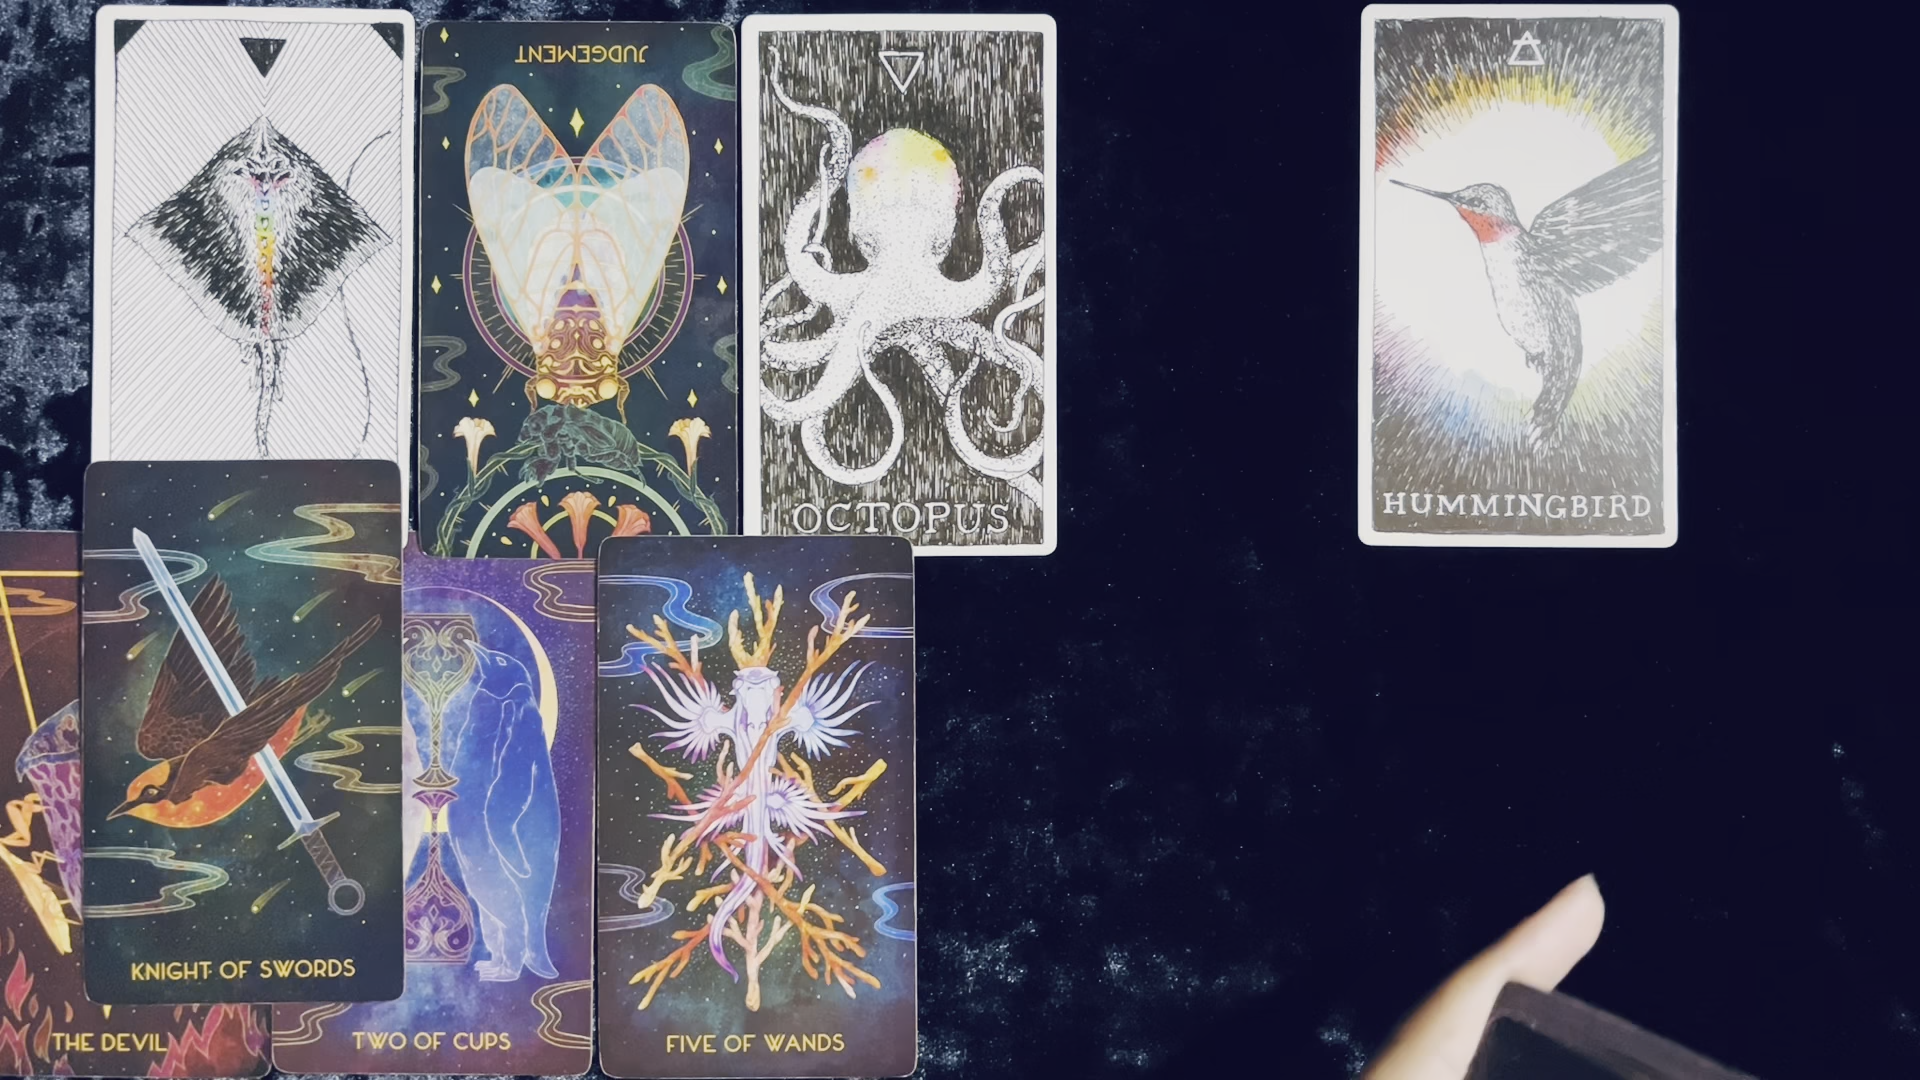 JUDGEMENT
OCTOPUS
HUMMINGBIRD
KNIGHT OF SWORDS
THE DEVIL
TWO OF CUPS
FIVE OF WANDS